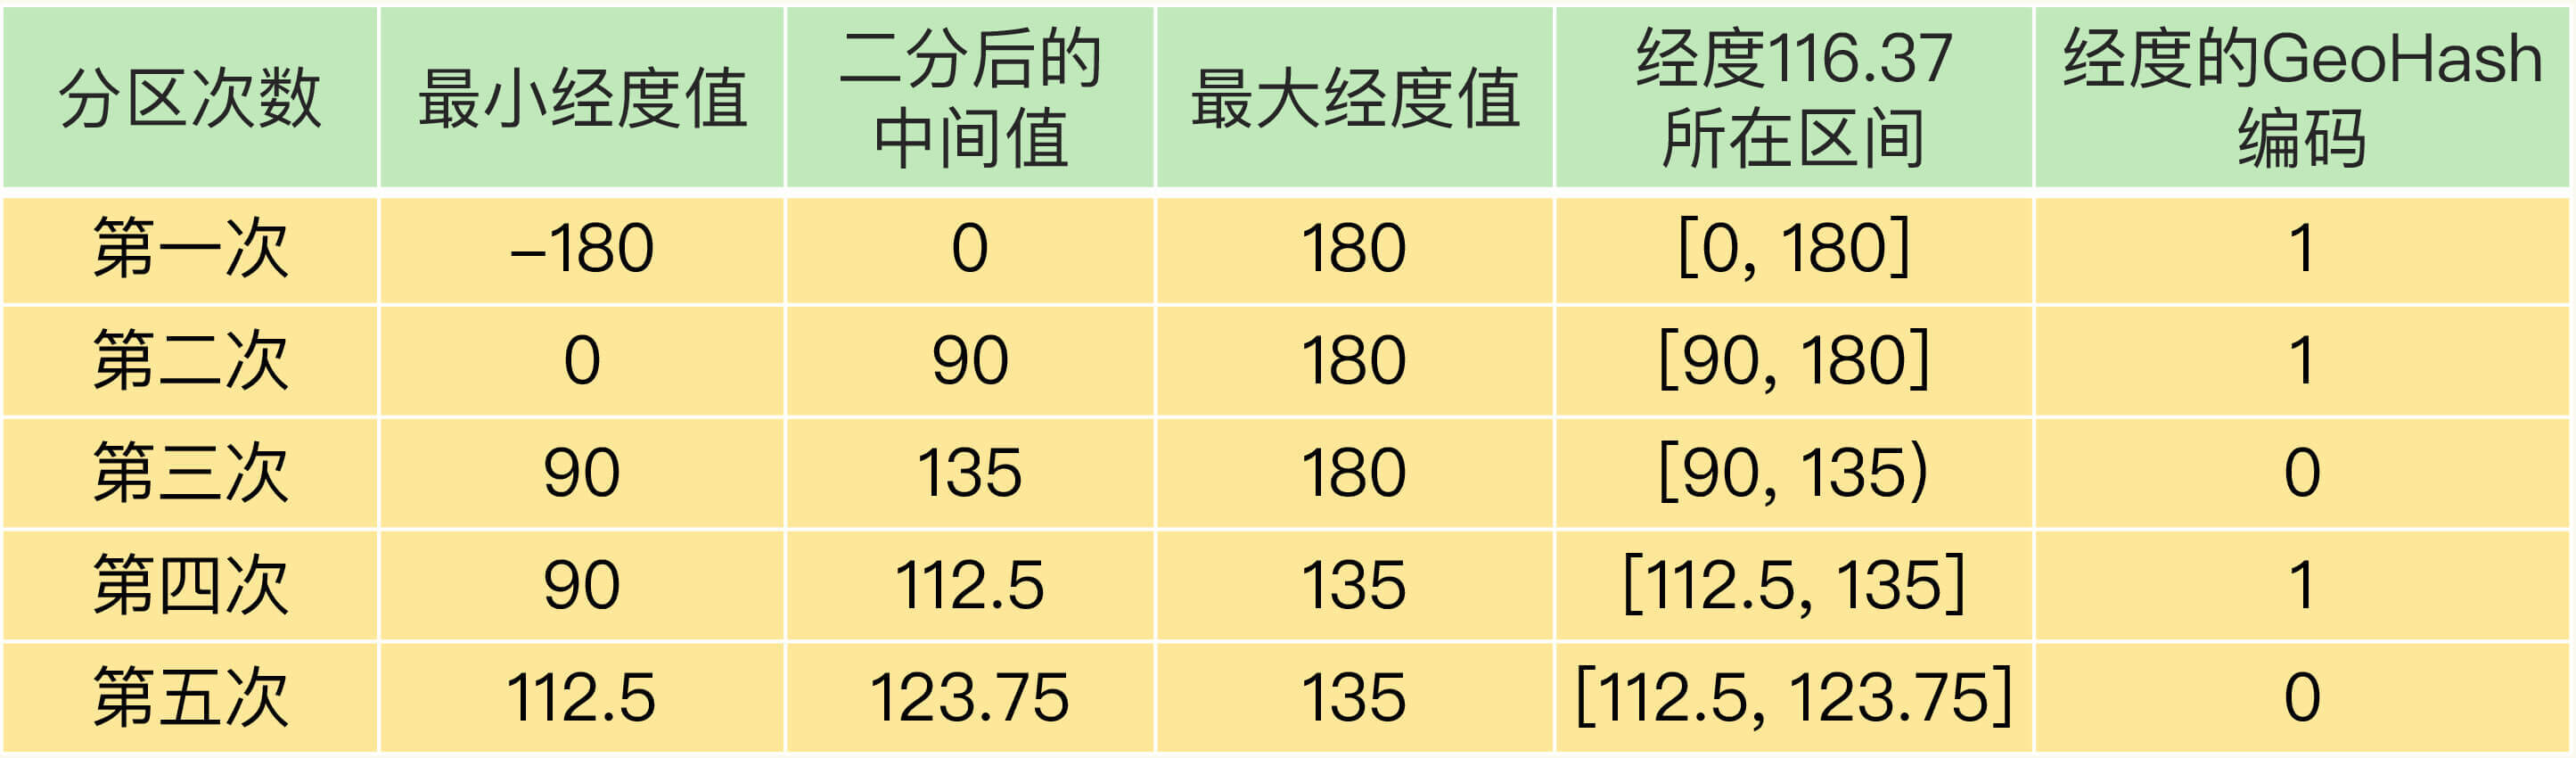 分区次数 最小经度值 二分后的中间值 最大经度值 经度116.37所在区间 经度的GeoHash编码
第一次 –180 0 180 [0, 180] 1
第二次 0 90 180 [90, 180] 1
第三次 90 135 180 [90, 135) 0
第四次 90 112.5 135 [112.5, 135] 1
第五次 112.5 123.75 135 [112.5, 123.75] 0